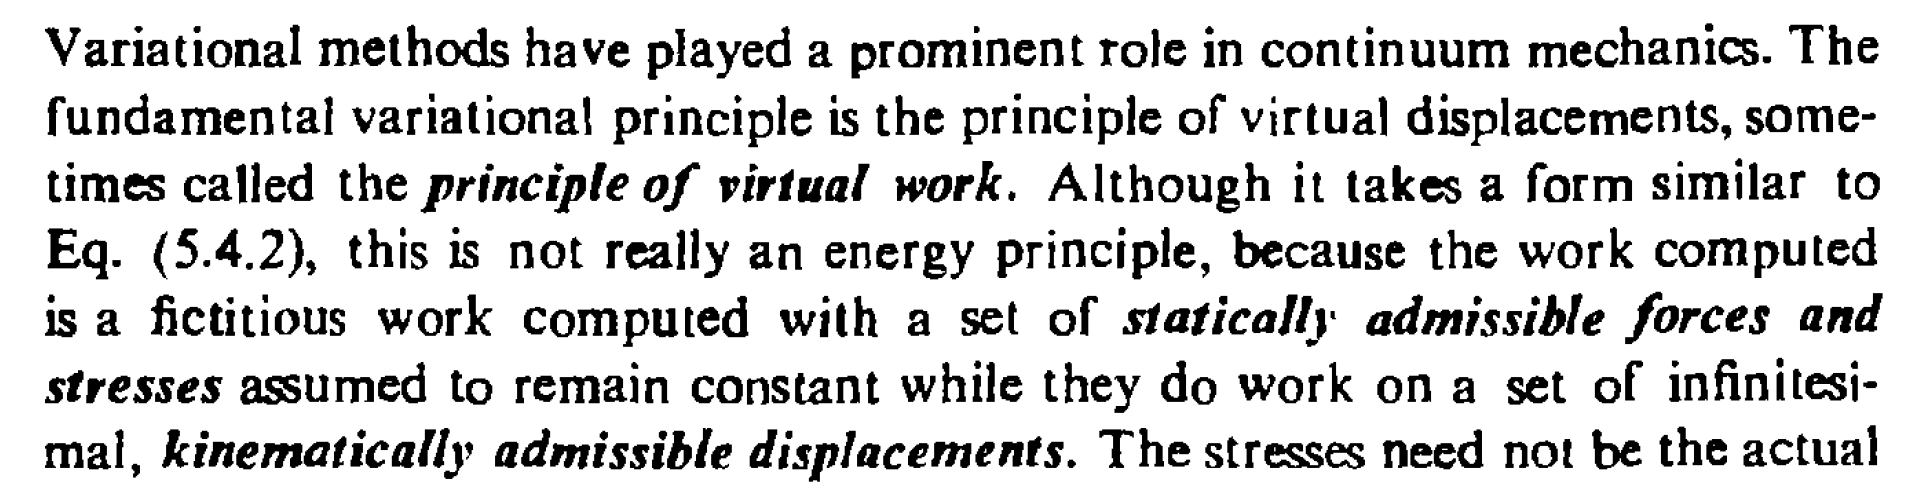 Variational methods have played a prominent role in continuum mechanics. The
fundamental variational principle is the principle of virtual displacements, some-
times called the principle of virtual work. Although it takes a form similar to
Eq. (5.4.2), this is not really an energy principle, because the work computed
is a fictitious work computed with a set of statically admissible forces and
stresses assumed to remain constant while they do work on a set of infinitesi-
mal, kinematically admissible displacements. The stresses need not be the actual